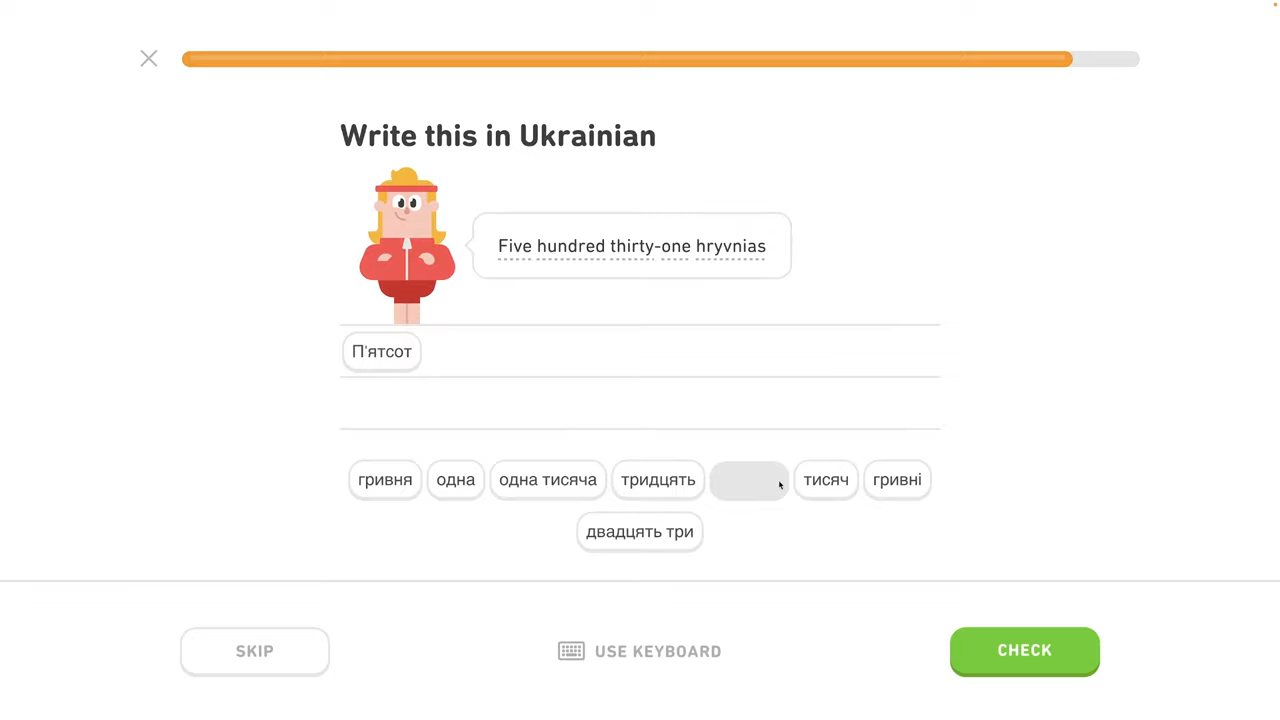 Write this in Ukrainian
Five hundred thirty-one hryvnias
П'ятсот
гривня одна одна тисяча тридцять тисяч гривні
двадцять три
SKIP USE KEYBOARD CHECK